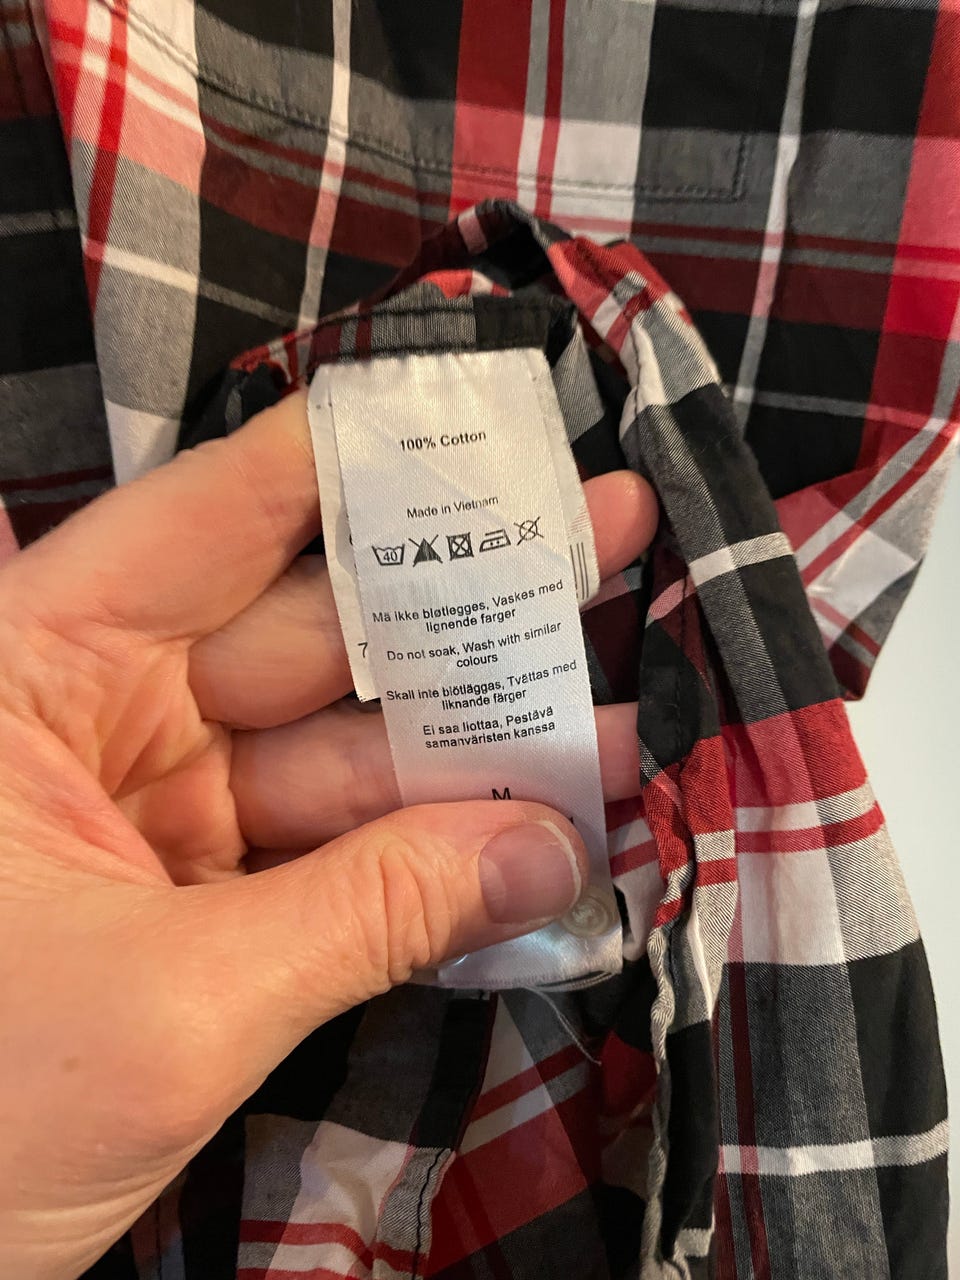 100% Cotton
Made in Vietnam
40
Må ikke bløtlegges, Vaskes med
lignende farger
Do not soak, Wash with similar
colours
Skall inte blötläggas, Tvättas med
liknande färger
Ei saa liottaa, Pestävä
samanväristen kanssa
M
7